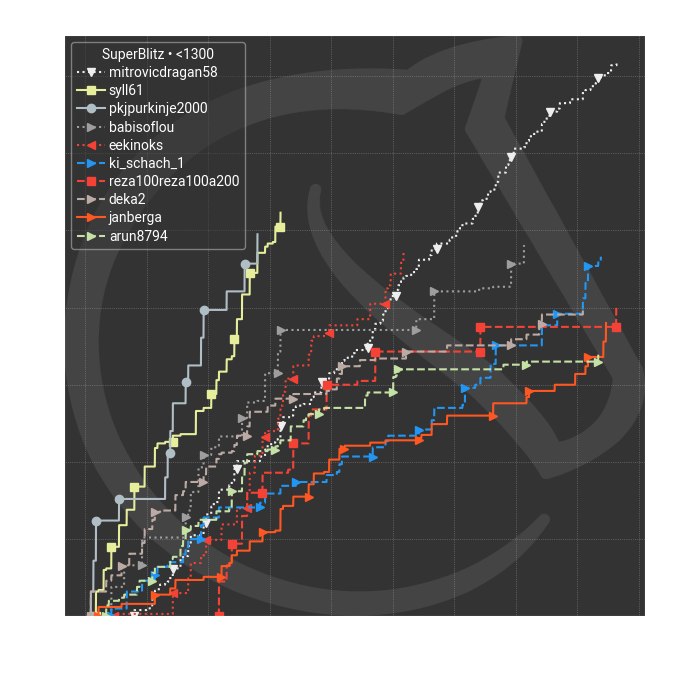 SuperBlitz • <1300
mitrovicdragan58
syll61
pkjpurkinje2000
babisoflou
eekinoks
ki_schach_1
reza100reza100a200
deka2
janberga
arun8794